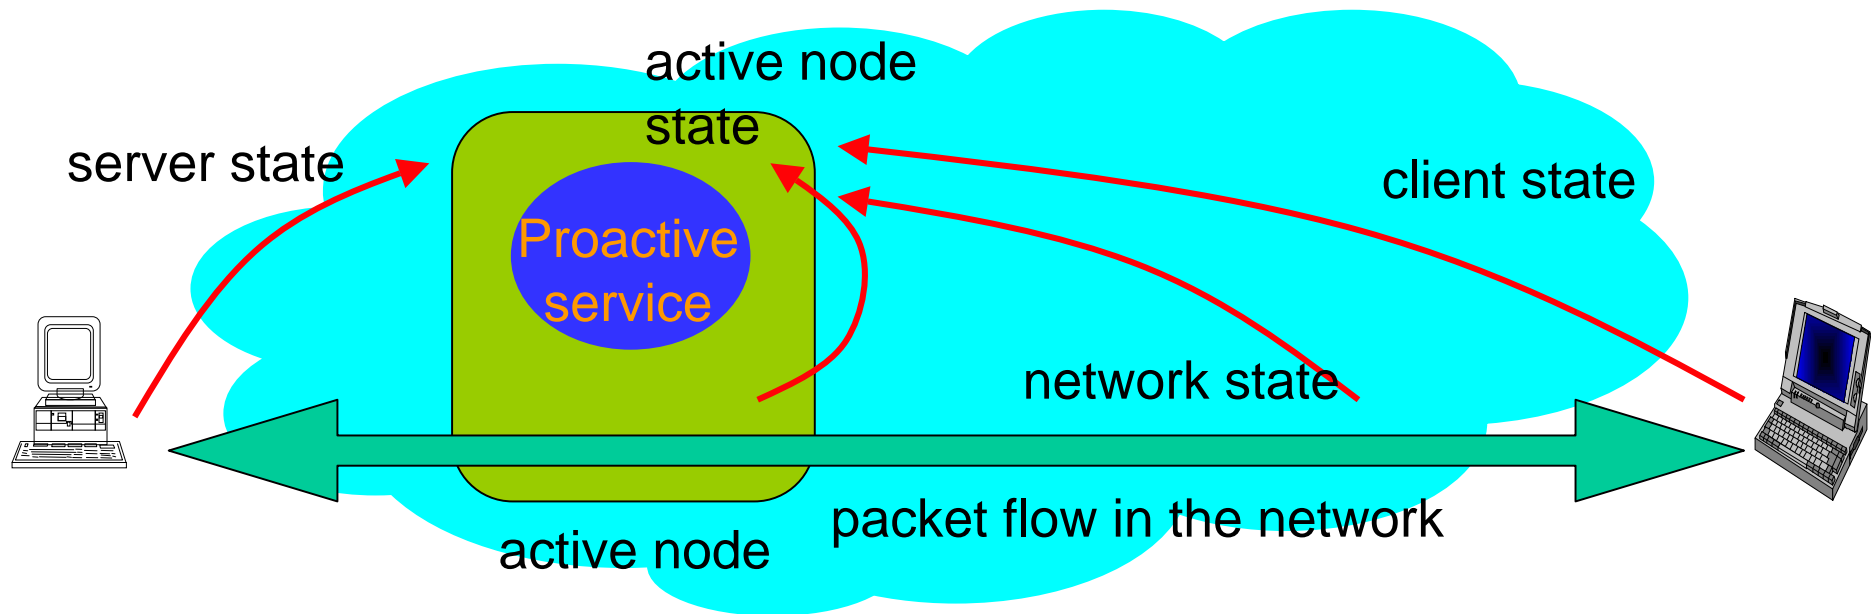 active node
state
server state
client state
Proactive
service
network state
packet flow in the network
active node